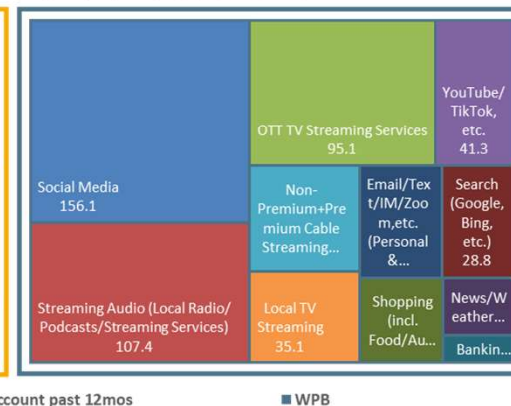 Social Media
156.1
OTT TV Streaming Services
95.1
YouTube/
TikTok,
etc.
41.3
Streaming Audio (Local Radio/
Podcasts/Streaming Services)
107.4
Non-
Premium+Pre
mium Cable
Streaming...
Email/Tex
t/IM/Zoo
m,etc.
(Personal
&...
Search
(Google,
Bing,
etc.)
28.8
Local TV
Streaming
35.1
Shopping
(incl.
Food/Au...
News/W
eather...
Bankin...
ccount past 12mos
WPB